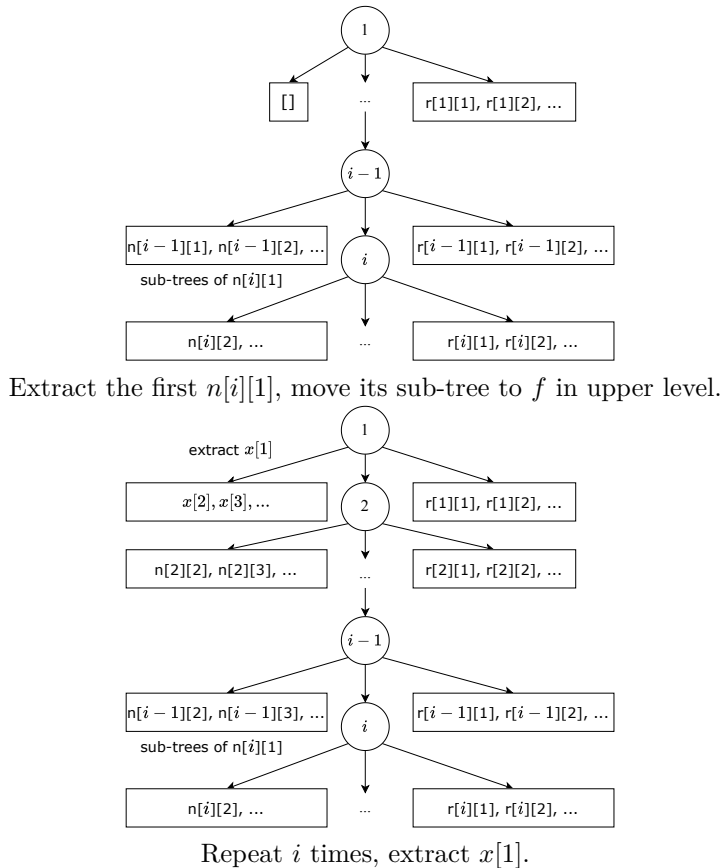 1
[]
...
r[1][1], r[1][2], ...
i − 1
n[i − 1][1], n[i − 1][2], ...
r[i − 1][1], r[i − 1][2], ...
sub-trees of n[i][1]
i
n[i][2], ...
...
r[i][1], r[i][2], ...
Extract the first n[i][1], move its sub-tree to f in upper level.
1
extract x[1]
x[2], x[3], ...
r[1][1], r[1][2], ...
2
n[2][2], n[2][3], ...
...
r[2][1], r[2][2], ...
i − 1
n[i − 1][2], n[i − 1][3], ...
r[i − 1][1], r[i − 1][2], ...
sub-trees of n[i][1]
i
n[i][2], ...
...
r[i][1], r[i][2], ...
Repeat i times, extract x[1].